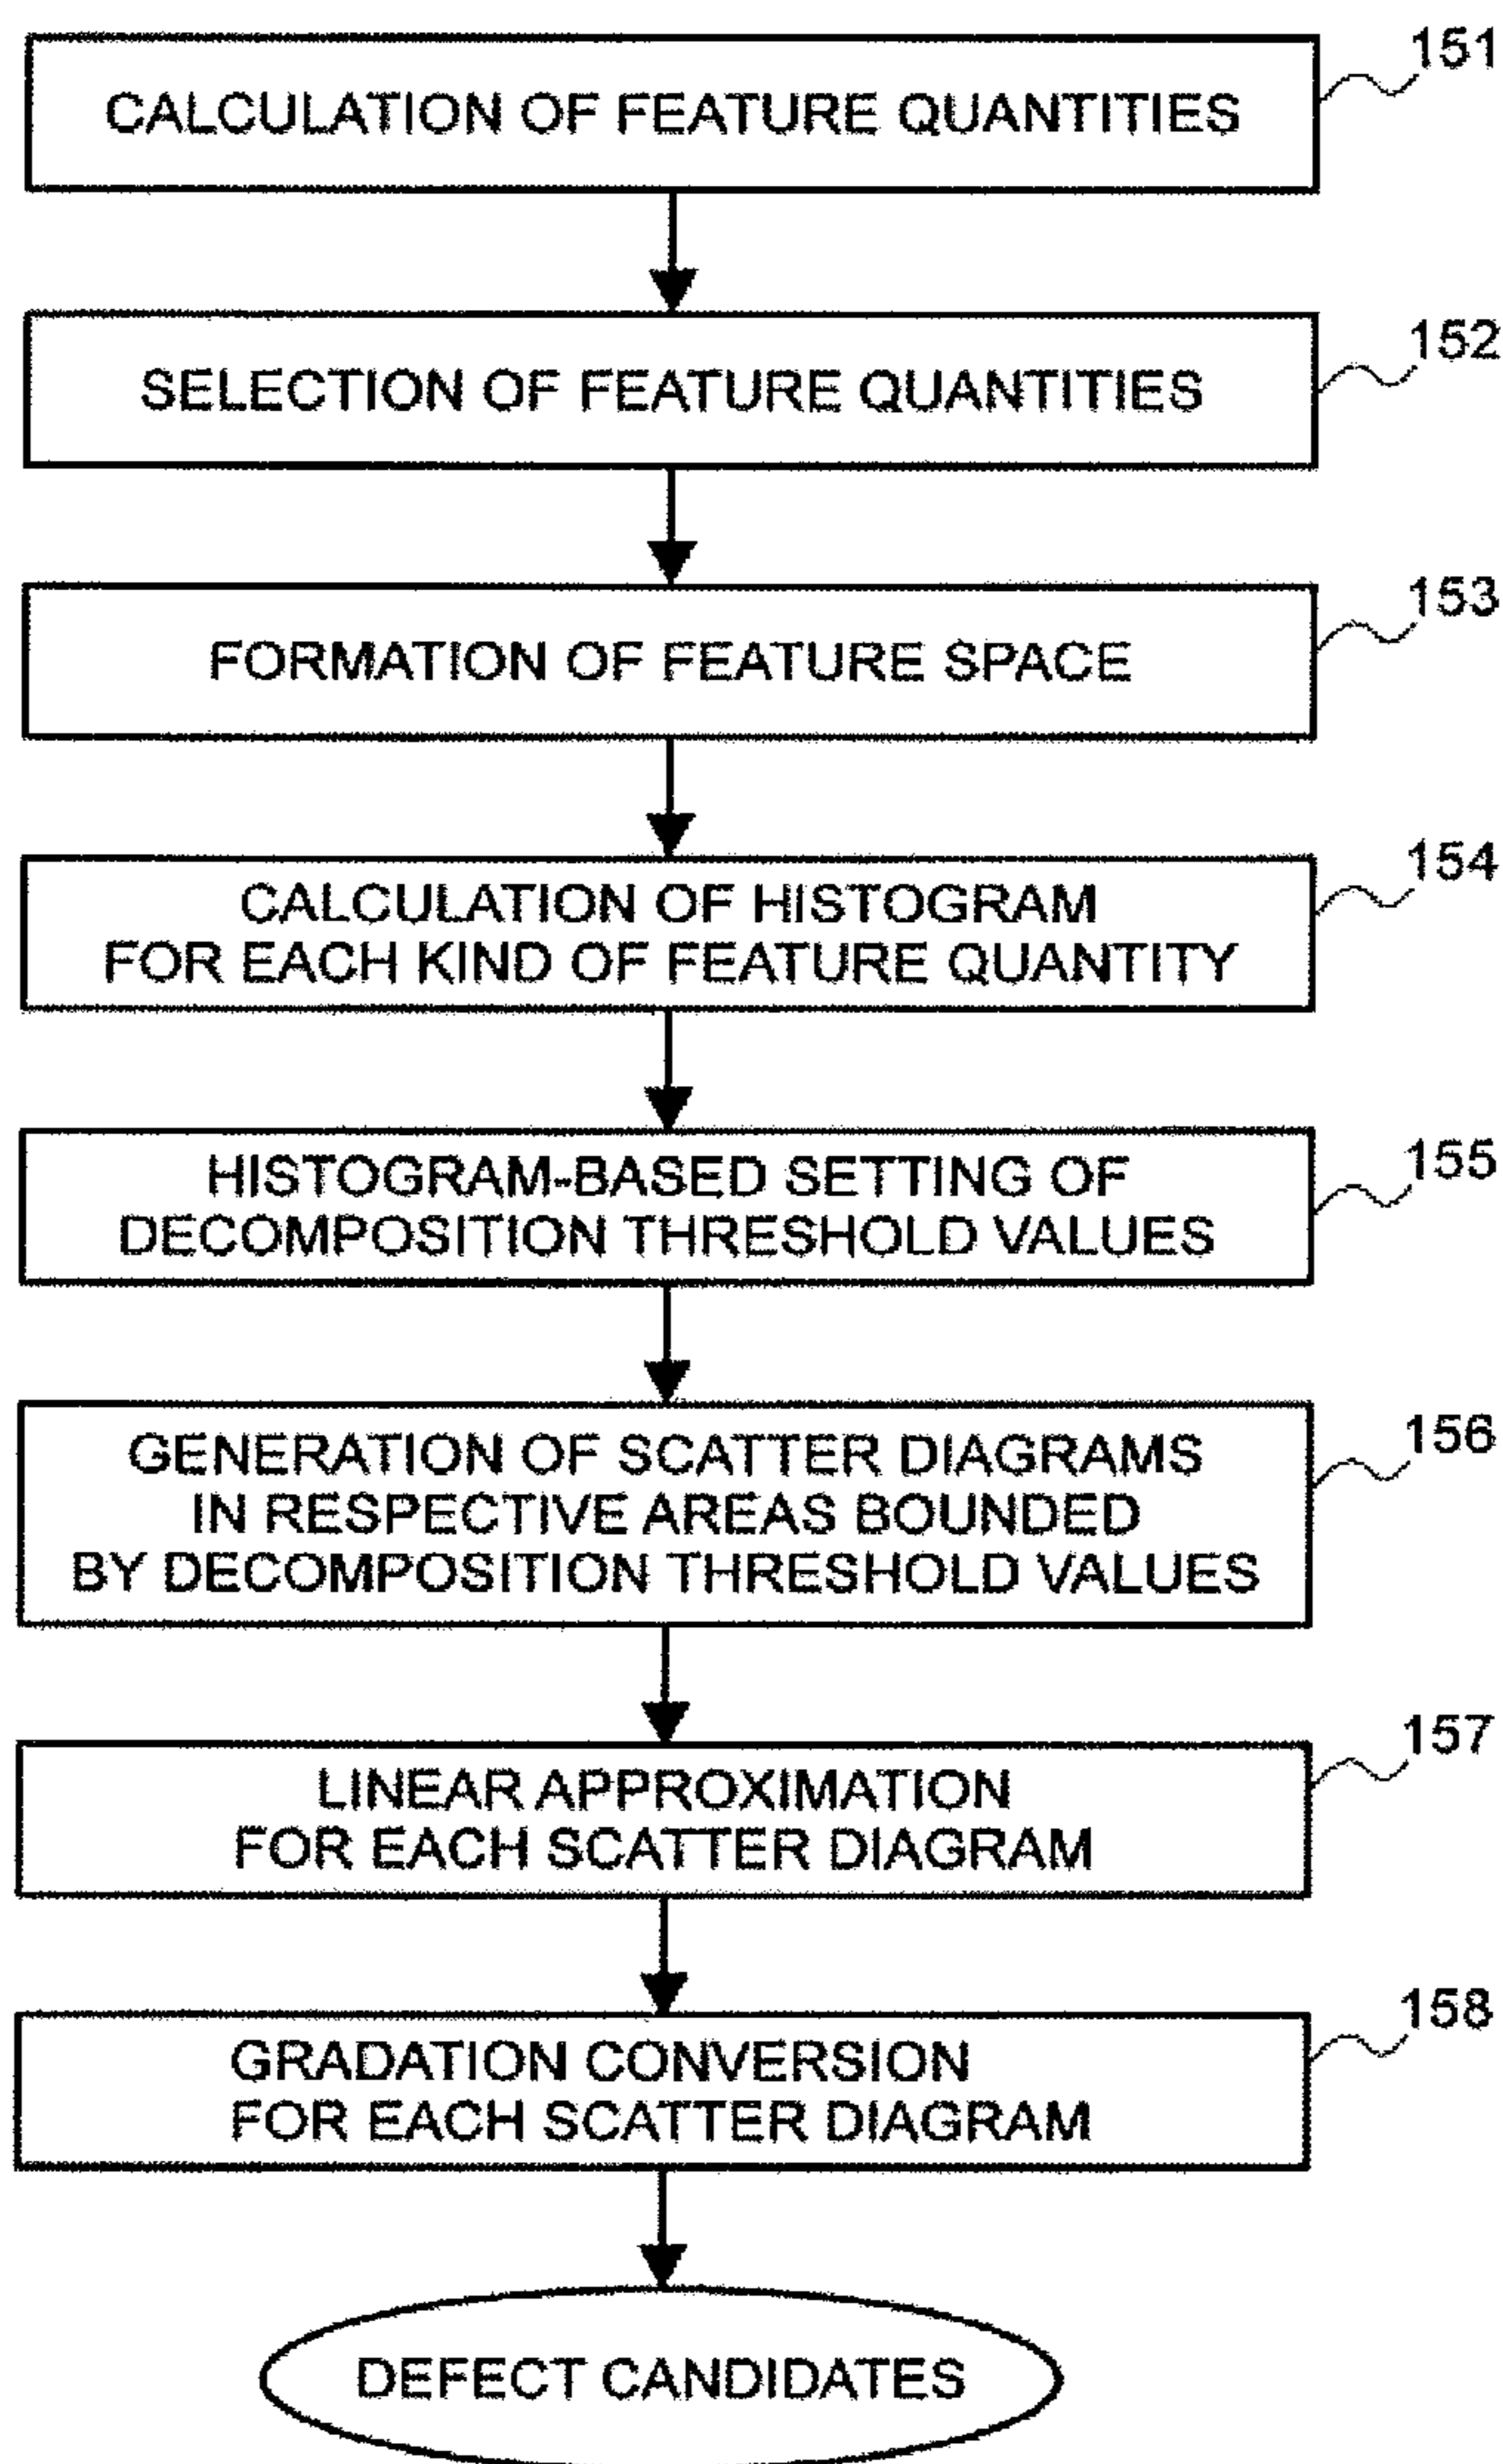 151
CALCULATION OF FEATURE QUANTITIES
152
SELECTION OF FEATURE QUANTITIES
153
FORMATION OF FEATURE SPACE
154
CALCULATION OF HISTOGRAM
FOR EACH KIND OF FEATURE QUANTITY
155
HISTOGRAM-BASED SETTING OF
DECOMPOSITION THRESHOLD VALUES
156
GENERATION OF SCATTER DIAGRAMS
IN RESPECTIVE AREAS BOUNDED
BY DECOMPOSITION THRESHOLD VALUES
157
LINEAR APPROXIMATION
FOR EACH SCATTER DIAGRAM
158
GRADATION CONVERSION
FOR EACH SCATTER DIAGRAM
DEFECT CANDIDATES